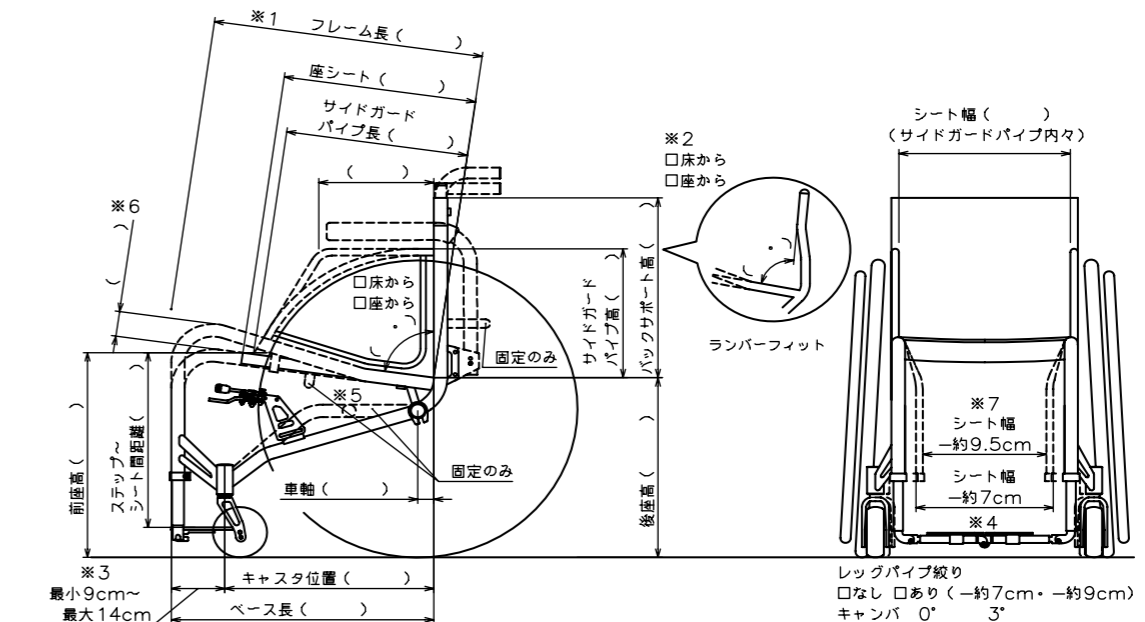 ※1 フレーム長（　　　）
座シート（　　　）
サイドガード
パイプ長（　　　）
（　　　）
※6
（　　　）
※2
□床から
□座から
ランバーフィット
（　°）
□床から
□座から
（　°）
サイドガード
パイプ高（　　　）
バックサポート高（　　　）
固定のみ
※5
固定のみ
車軸（　　　）
前座高（　　　）
ステップ～
シート間距離（　　　）
後座高（　　　）
※3
最小9cm～
最大14cm
キャスタ位置（　　　）
ベース長（　　　）
シート幅（　　　）
（サイドガードパイプ内々）
※7
シート幅
－約9.5cm
シート幅
－約7cm
※4
レッグパイプ絞り
□なし □あり（－約7cm・－約9cm）
キャンバ　0°　　3°